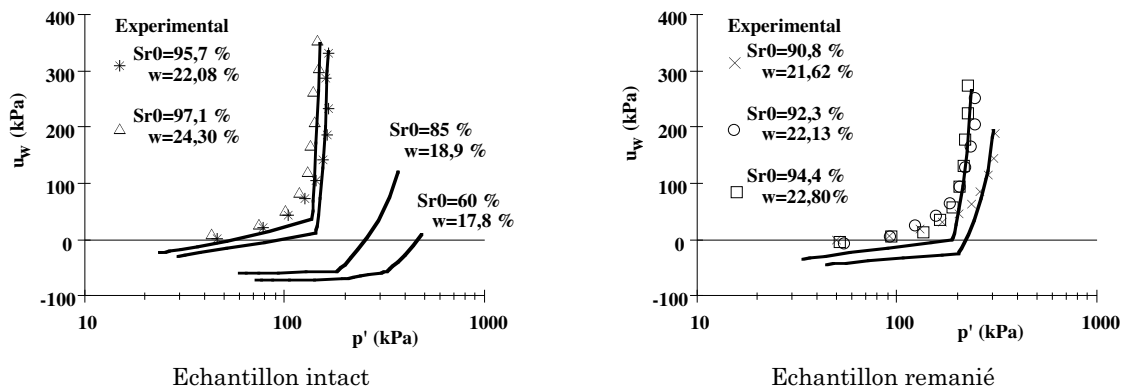 400
300
200
100
0
-100
u_w (kPa)
10
100
1000
p' (kPa)
Experimental
Sr0=95,7 %
w=22,08 %
Sr0=97,1 %
w=24,30 %
Sr0=85 %
w=18,9 %
Sr0=60 %
w=17,8 %
Echantillon intact
400
300
200
100
0
-100
u_w (kPa)
10
100
1000
p' (kPa)
Experimental
Sr0=90,8 %
w=21,62 %
Sr0=92,3 %
w=22,13 %
Sr0=94,4 %
w=22,80%
Echantillon remanié